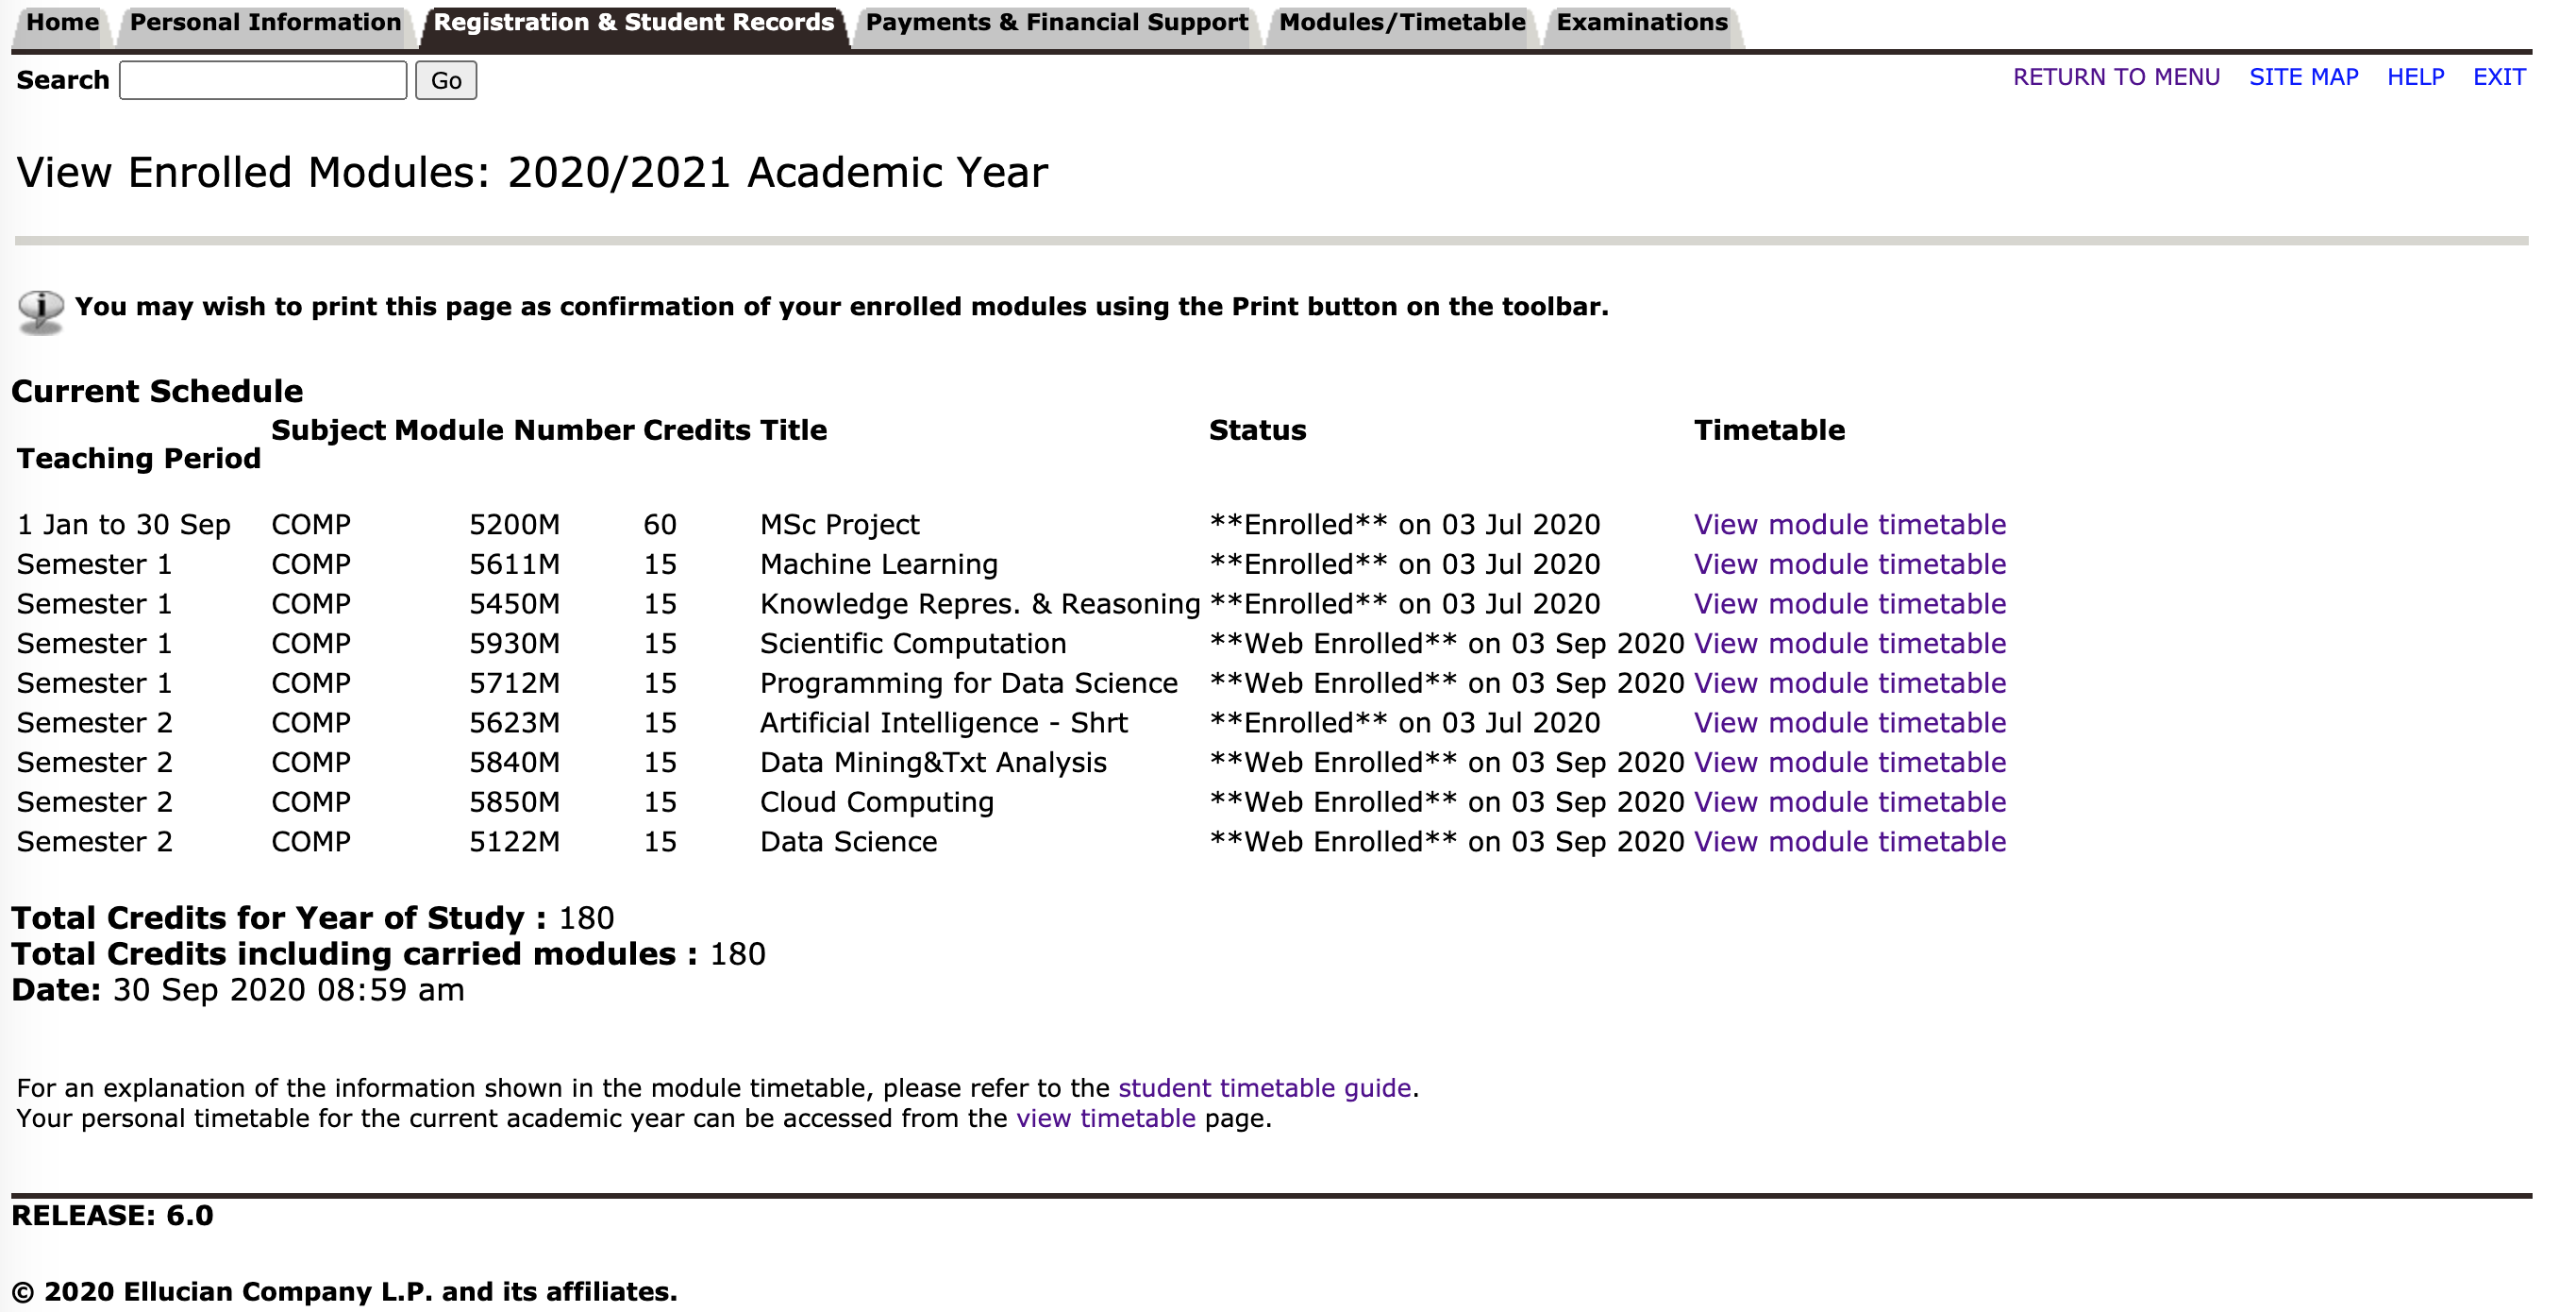 Home Personal Information Registration & Student Records Payments & Financial Support Modules/Timetable Examinations
Search Go RETURN TO MENU SITE MAP HELP EXIT
View Enrolled Modules: 2020/2021 Academic Year
You may wish to print this page as confirmation of your enrolled modules using the Print button on the toolbar.
Current Schedule
Teaching Period Subject Module Number Credits Title Status Timetable
1 Jan to 30 Sep COMP 5200M 60 MSc Project **Enrolled** on 03 Jul 2020 View module timetable
Semester 1 COMP 5611M 15 Machine Learning **Enrolled** on 03 Jul 2020 View module timetable
Semester 1 COMP 5450M 15 Knowledge Repres. & Reasoning **Enrolled** on 03 Jul 2020 View module timetable
Semester 1 COMP 5930M 15 Scientific Computation **Web Enrolled** on 03 Sep 2020 View module timetable
Semester 1 COMP 5712M 15 Programming for Data Science **Web Enrolled** on 03 Sep 2020 View module timetable
Semester 2 COMP 5623M 15 Artificial Intelligence - Shrt **Enrolled** on 03 Jul 2020 View module timetable
Semester 2 COMP 5840M 15 Data Mining&Txt Analysis **Web Enrolled** on 03 Sep 2020 View module timetable
Semester 2 COMP 5850M 15 Cloud Computing **Web Enrolled** on 03 Sep 2020 View module timetable
Semester 2 COMP 5122M 15 Data Science **Web Enrolled** on 03 Sep 2020 View module timetable
Total Credits for Year of Study : 180
Total Credits including carried modules : 180
Date: 30 Sep 2020 08:59 am
For an explanation of the information shown in the module timetable, please refer to the student timetable guide.
Your personal timetable for the current academic year can be accessed from the view timetable page.
RELEASE: 6.0
© 2020 Ellucian Company L.P. and its affiliates.